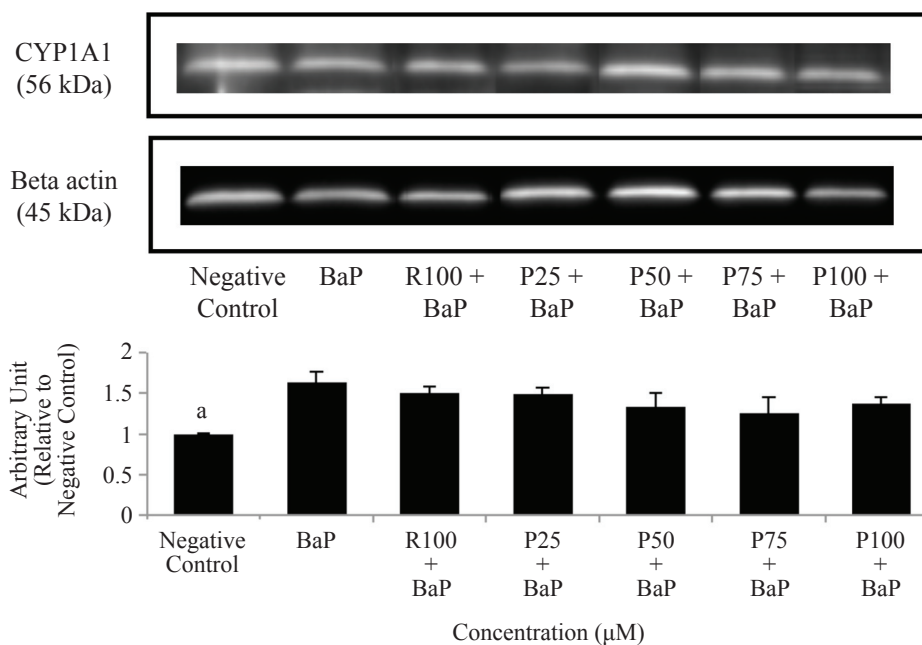 CYP1A1
(56 kDa)
Beta actin
(45 kDa)
Negative Control
BaP
R100 + BaP
P25 + BaP
P50 + BaP
P75 + BaP
P100 + BaP
Arbitrary Unit
(Relative to
Negative Control)
2
1.5
1
0.5
0
a
Negative
Control
BaP
R100
+
BaP
P25
+
BaP
P50
+
BaP
P75
+
BaP
P100
+
BaP
Concentration (μM)